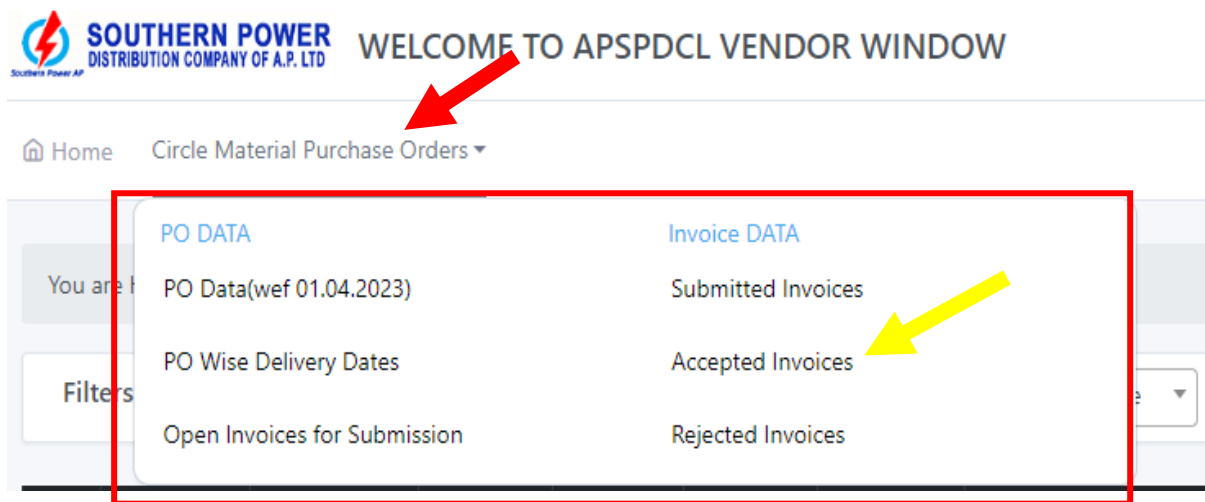 SOUTHERN POWER
DISTRIBUTION COMPANY OF A.P. LTD
Southern Power AP
WELCOME TO APSPDCL VENDOR WINDOW
Home Circle Material Purchase Orders
PO DATA Invoice DATA
You are
PO Data(wef 01.04.2023) Submitted Invoices
PO Wise Delivery Dates Accepted Invoices
Filters
Open Invoices for Submission Rejected Invoices